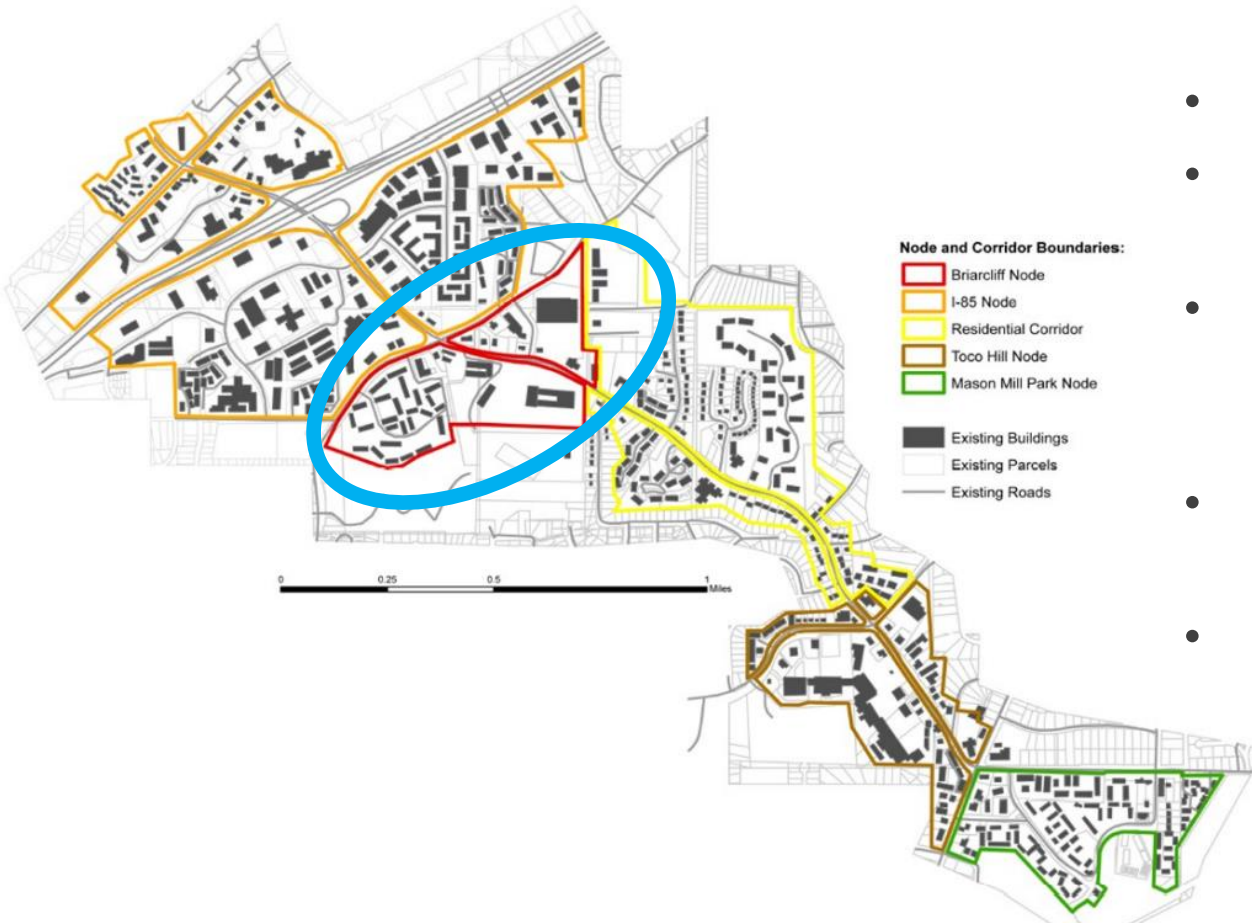 Node and Corridor Boundaries:
Briarcliff Node
I-85 Node
Residential Corridor
Toco Hill Node
Mason Mill Park Node
Existing Buildings
Existing Parcels
Existing Roads
0 0.25 0.5 1
Miles